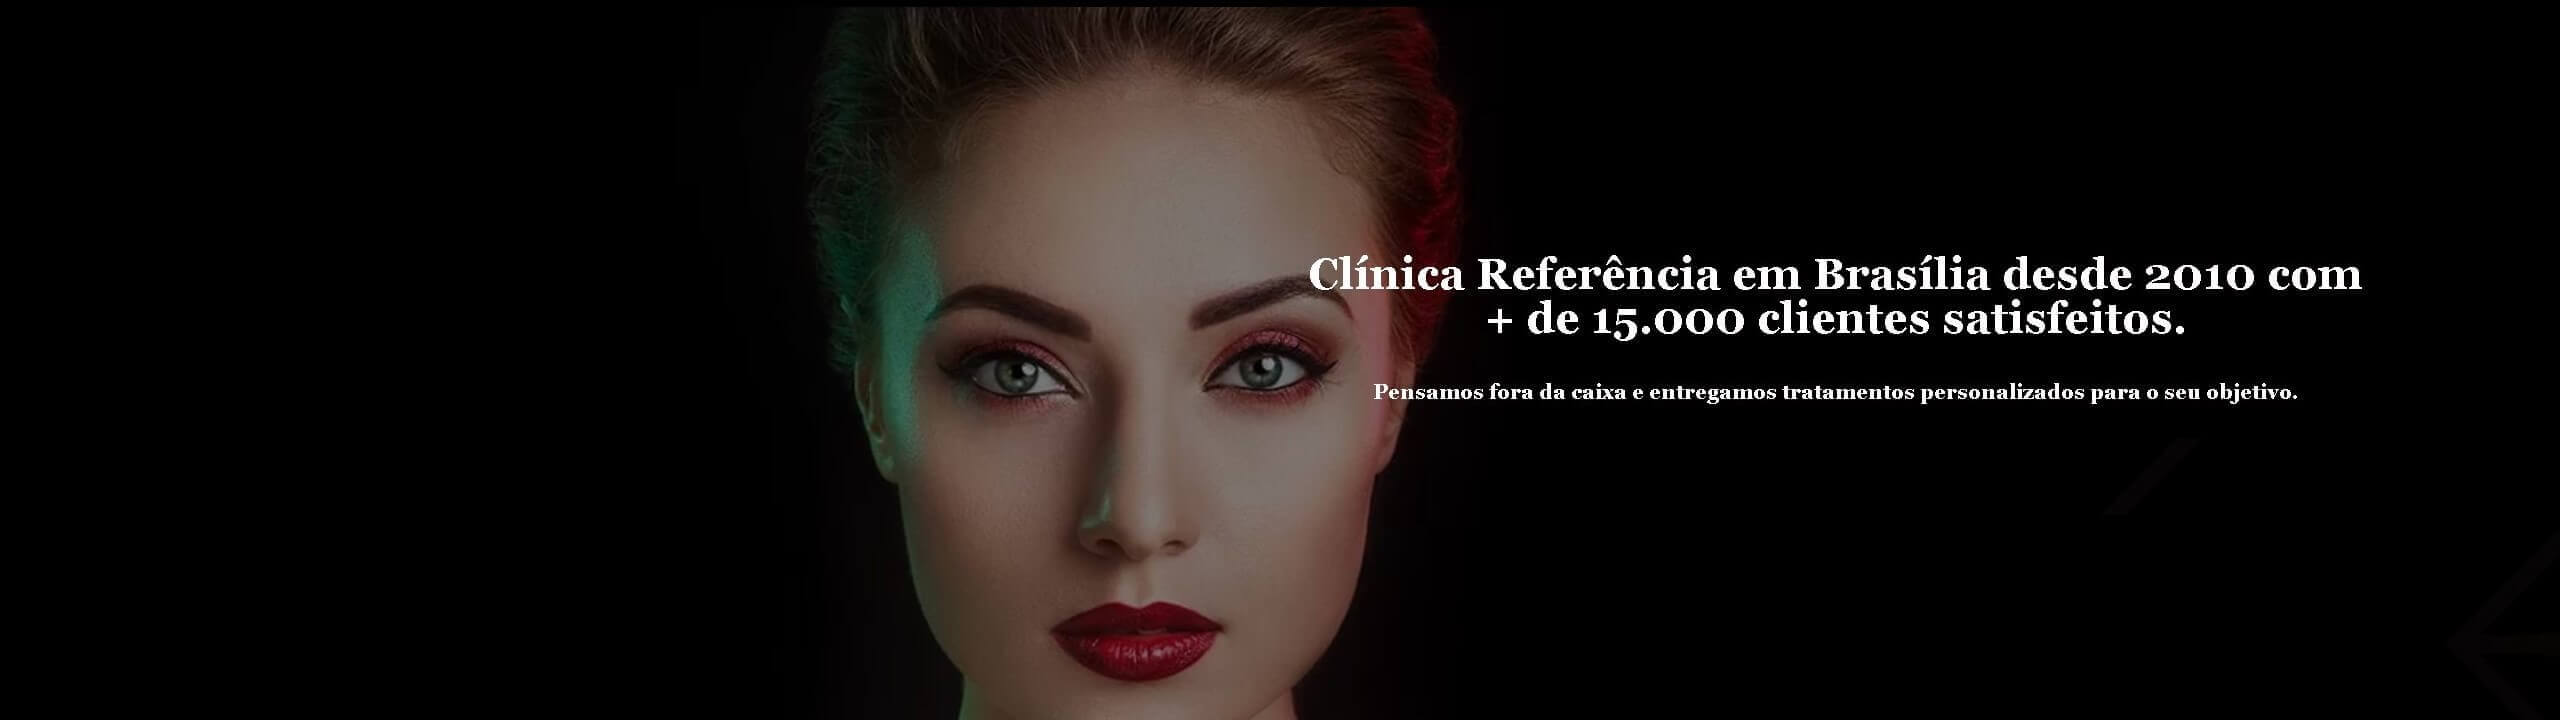 Clínica Referência em Brasília desde 2010 com
+ de 15.000 clientes satisfeitos.
Pensamos fora da caixa e entregamos tratamentos personalizados para o seu objetivo.